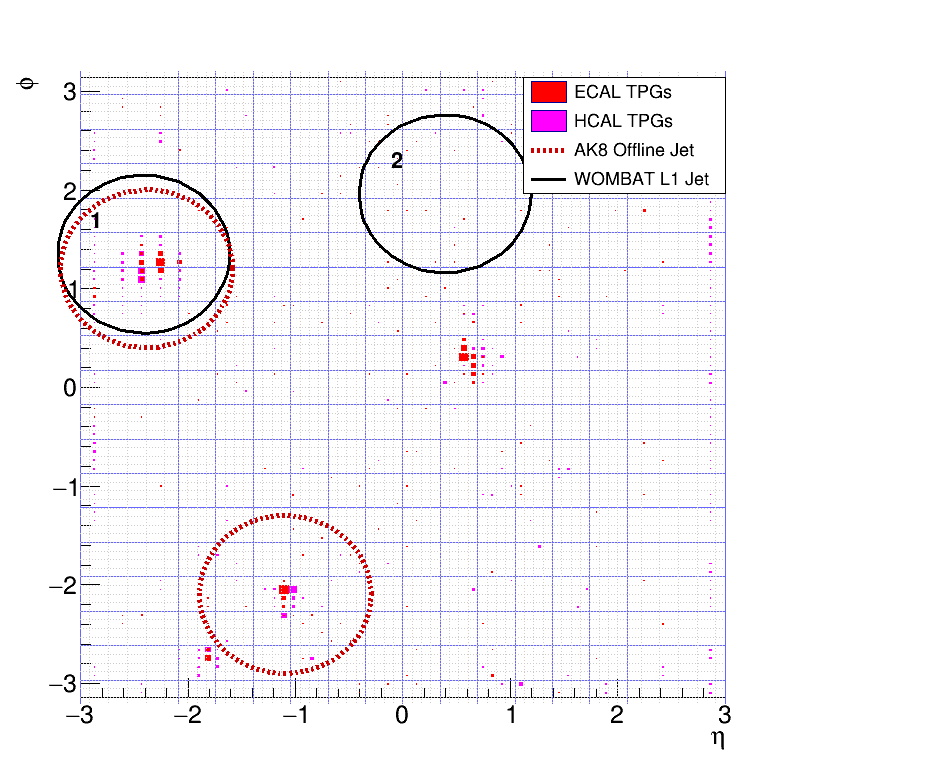 φ
3
2
1
0
−1
−2
−3
ECAL TPGs
HCAL TPGs
AK8 Offline Jet
WOMBAT L1 Jet
2
1
−3 −2 −1 0 1 2 3
η